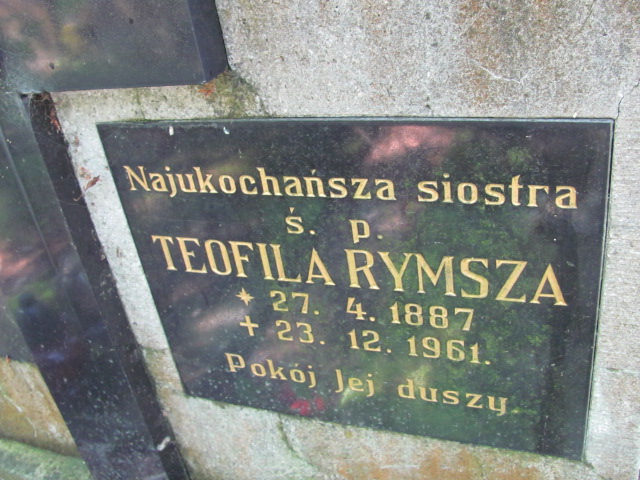 Najukochańsza siostra
ś. p.
TEOFILA RYMSZA
* 27. 4. 1887
+ 23. 12. 1961.
Pokój Jej duszy.